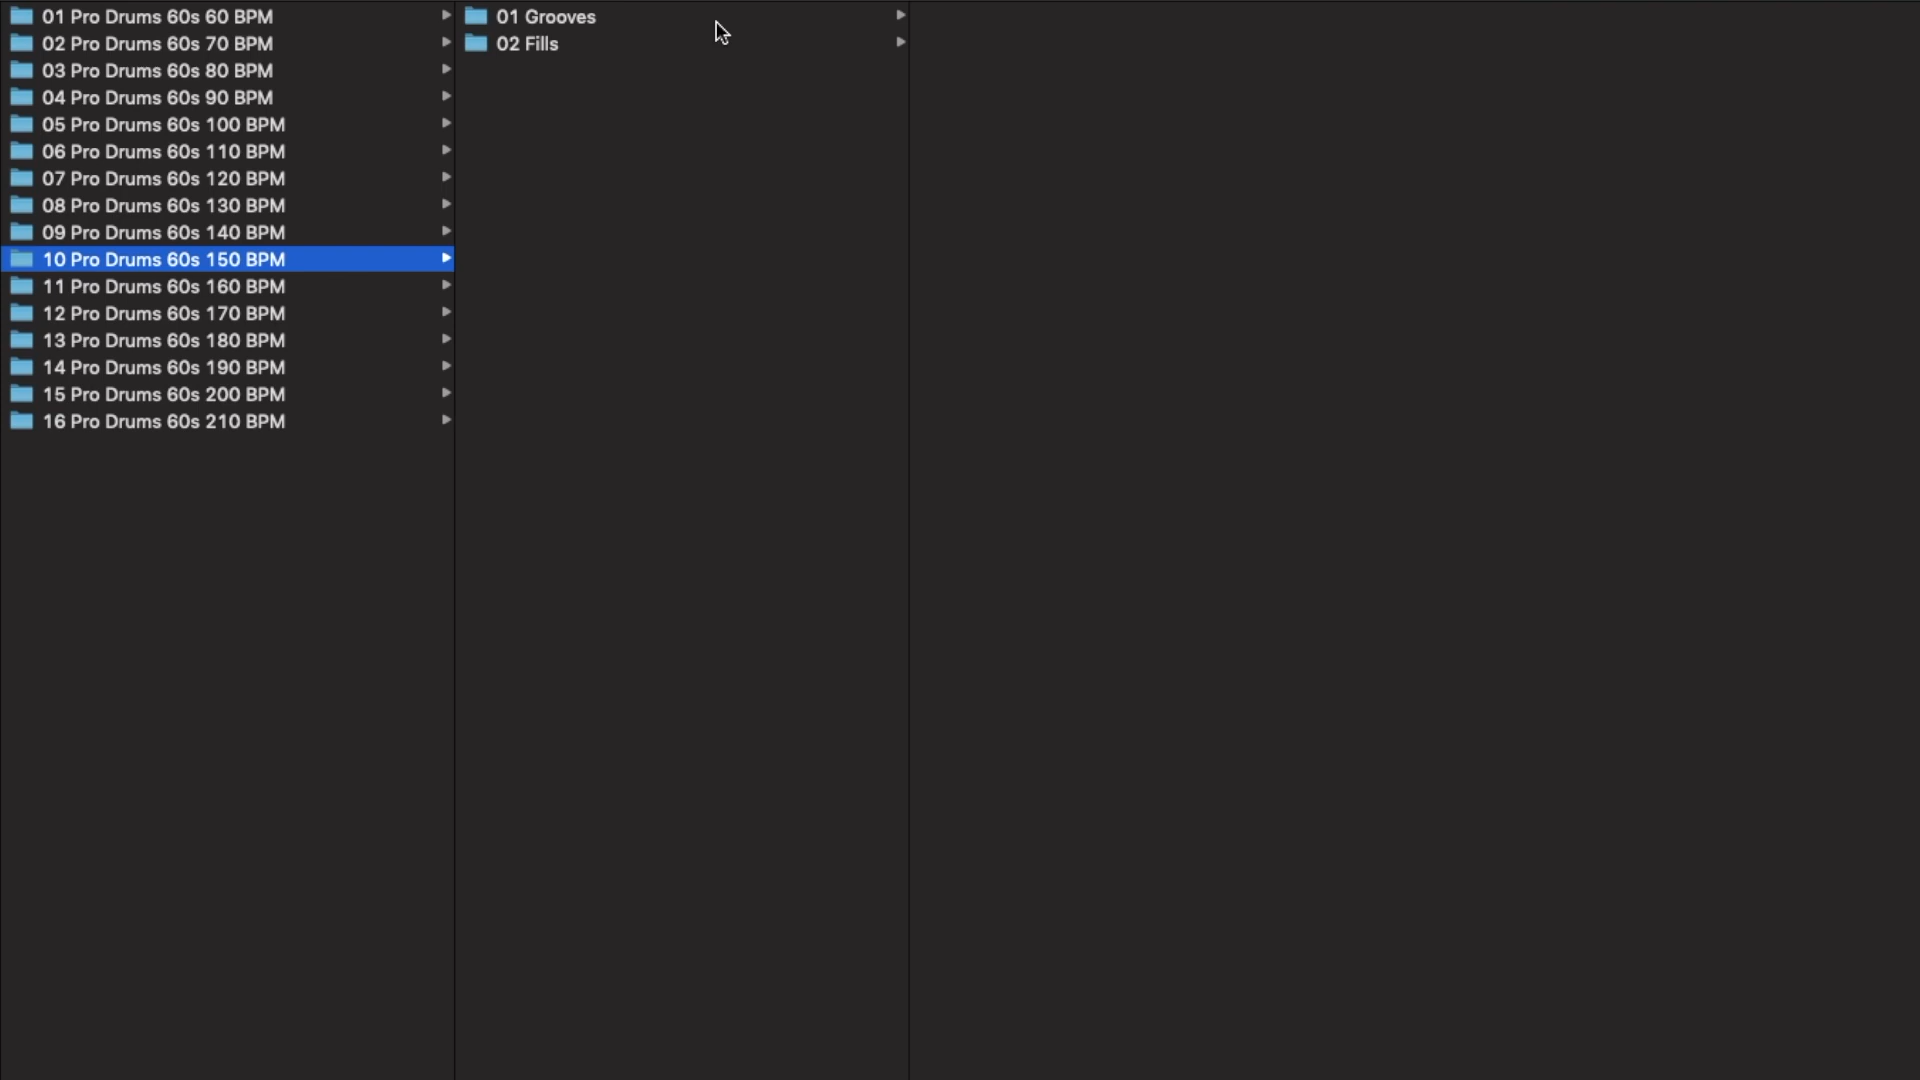 01 Pro Drums 60s 60 BPM
02 Pro Drums 60s 70 BPM
03 Pro Drums 60s 80 BPM
04 Pro Drums 60s 90 BPM
05 Pro Drums 60s 100 BPM
06 Pro Drums 60s 110 BPM
07 Pro Drums 60s 120 BPM
08 Pro Drums 60s 130 BPM
09 Pro Drums 60s 140 BPM
10 Pro Drums 60s 150 BPM
11 Pro Drums 60s 160 BPM
12 Pro Drums 60s 170 BPM
13 Pro Drums 60s 180 BPM
14 Pro Drums 60s 190 BPM
15 Pro Drums 60s 200 BPM
16 Pro Drums 60s 210 BPM
01 Grooves
02 Fills